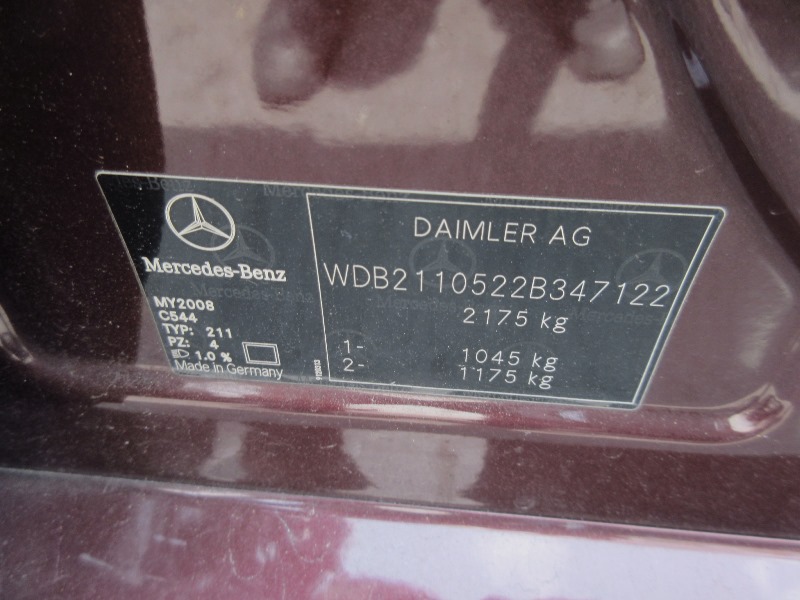 Mercedes-Benz
MY2008
C544
TYP: 211
PZ: 4
1.0 %
Made in Germany
DAIMLER AG
WDB2110522B347122
2175 kg
1- 1045 kg
2- 1175 kg